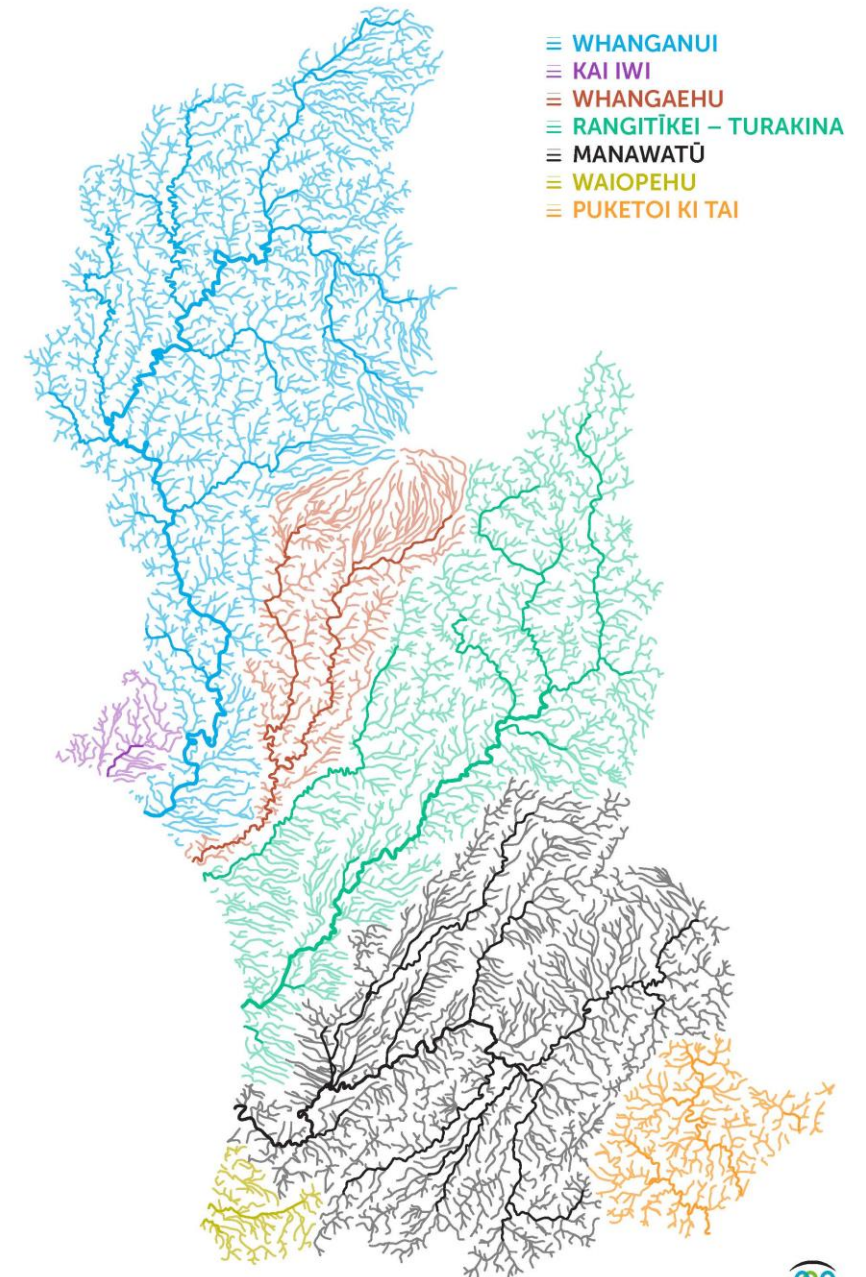 WHANGANUI
KAI IWI
WHANGAEHU
RANGITĪKEI – TURAKINA
MANAWATŪ
WAIOPEHU
PUKETOI KI TAI